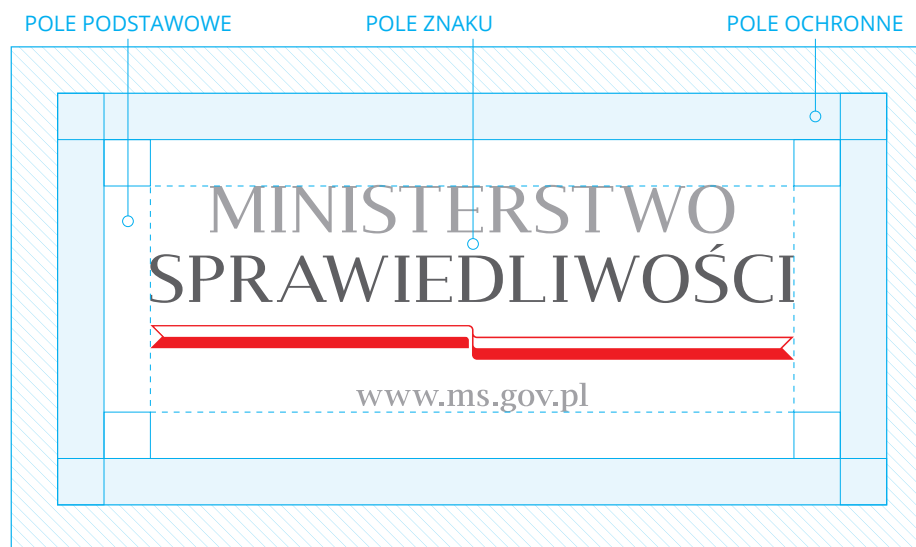 POLE PODSTAWOWE POLE ZNAKU POLE OCHRONNE
MINISTERSTWO
SPRAWIEDLIWOŚCI
www.ms.gov.pl